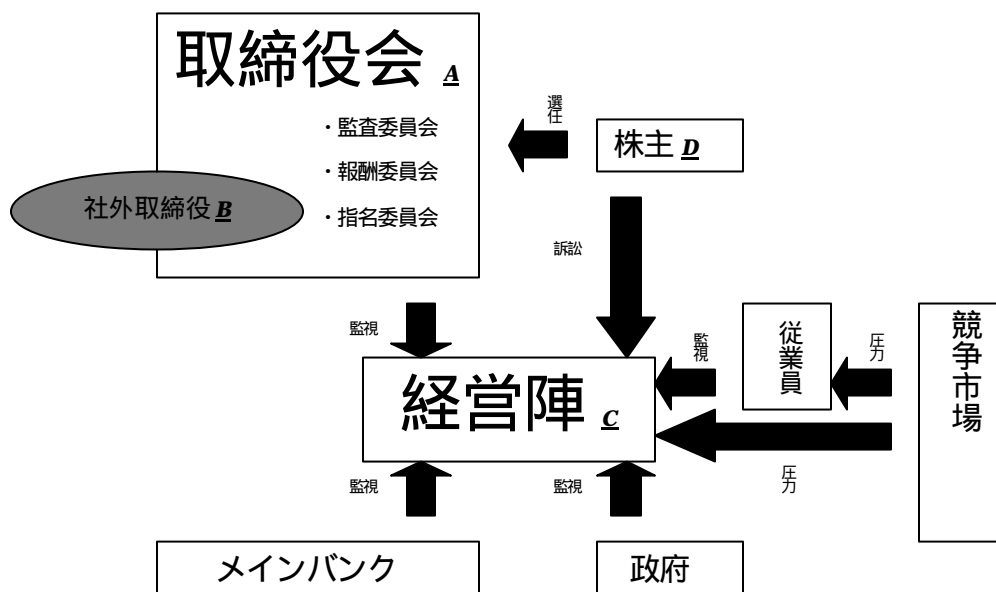 取締役会 A
・監査委員会
・報酬委員会
・指名委員会
社外取締役 B
選任
株主 D
訴訟
監視
経営陣 C
監視
従業員
圧力
競争市場
圧力
監視
監視
メインバンク
政府